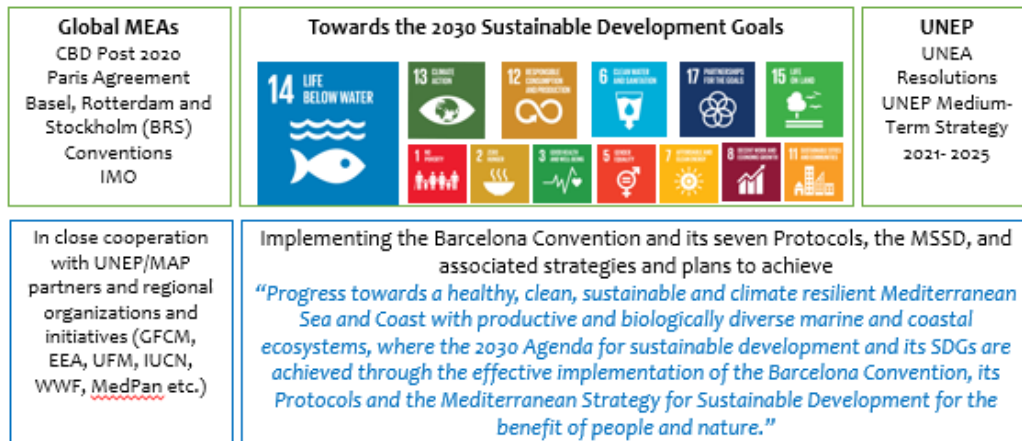 Global MEAs
CBD Post 2020
Paris Agreement
Basel, Rotterdam and
Stockholm (BRS)
Conventions
IMO
Towards the 2030 Sustainable Development Goals
14 LIFE
BELOW WATER
13 CLIMATE
ACTION
12 RESPONSIBLE
CONSUMPTION
AND PRODUCTION
6 CLEAN WATER
AND SANITATION
17 PARTNERSHIPS
FOR THE GOALS
15 LIFE
ON LAND
1 NO
POVERTY
2 ZERO
HUNGER
3 GOOD HEALTH
AND WELL-BEING
5 GENDER
EQUALITY
7 AFFORDABLE AND
CLEAN ENERGY
8 DECENT WORK AND
ECONOMIC GROWTH
11 SUSTAINABLE CITIES
AND COMMUNITIES
UNEP
UNEA
Resolutions
UNEP Medium-
Term Strategy
2021- 2025
In close cooperation
with UNEP/MAP
partners and regional
organizations and
initiatives (GFCM,
EEA, UFM, IUCN,
WWF, MedPan etc.)
Implementing the Barcelona Convention and its seven Protocols, the MSSD, and
associated strategies and plans to achieve
“Progress towards a healthy, clean, sustainable and climate resilient Mediterranean
Sea and Coast with productive and biologically diverse marine and coastal
ecosystems, where the 2030 Agenda for sustainable development and its SDGs are
achieved through the effective implementation of the Barcelona Convention, its
Protocols and the Mediterranean Strategy for Sustainable Development for the
benefit of people and nature.”